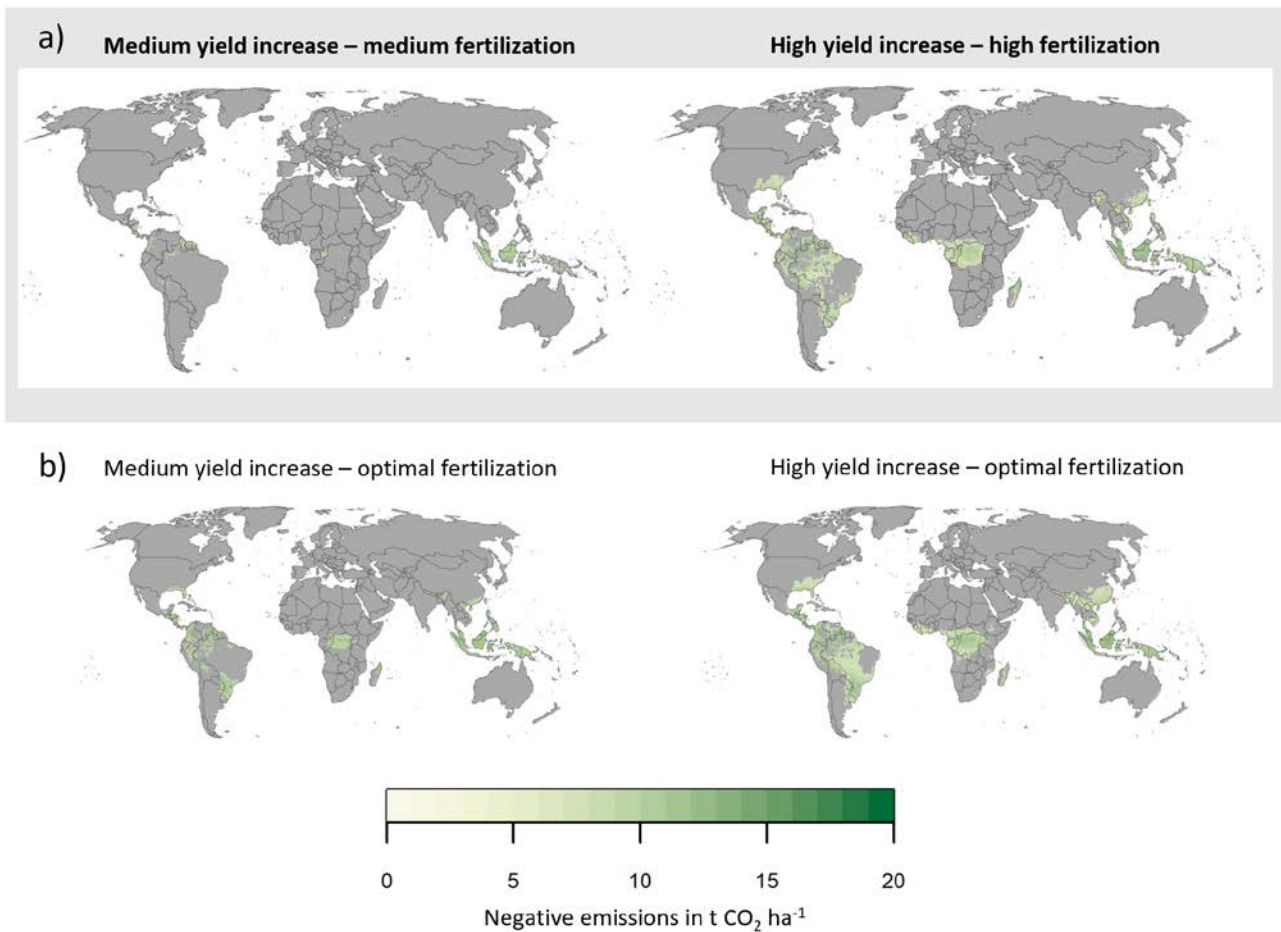 a)
Medium yield increase – medium fertilization
High yield increase – high fertilization
b)
Medium yield increase – optimal fertilization
High yield increase – optimal fertilization
0 5 10 15 20
Negative emissions in t CO₂ ha⁻¹